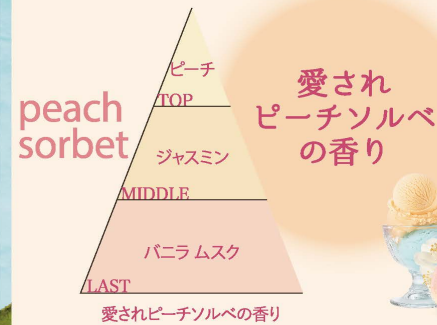 peach
sorbet
ピーチ
TOP
ジャスミン
MIDDLE
バニラ ムスク
LAST
愛されピーチソルベの香り
愛され
ピーチソルベ
の香り